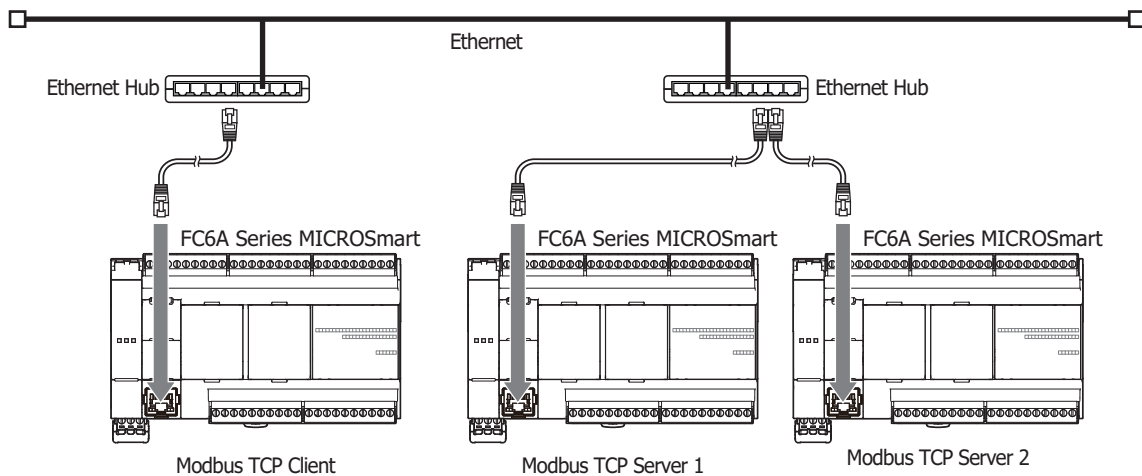 Ethernet
Ethernet Hub
Ethernet Hub
FC6A Series MICROSmart
FC6A Series MICROSmart
FC6A Series MICROSmart
Modbus TCP Client
Modbus TCP Server 1
Modbus TCP Server 2